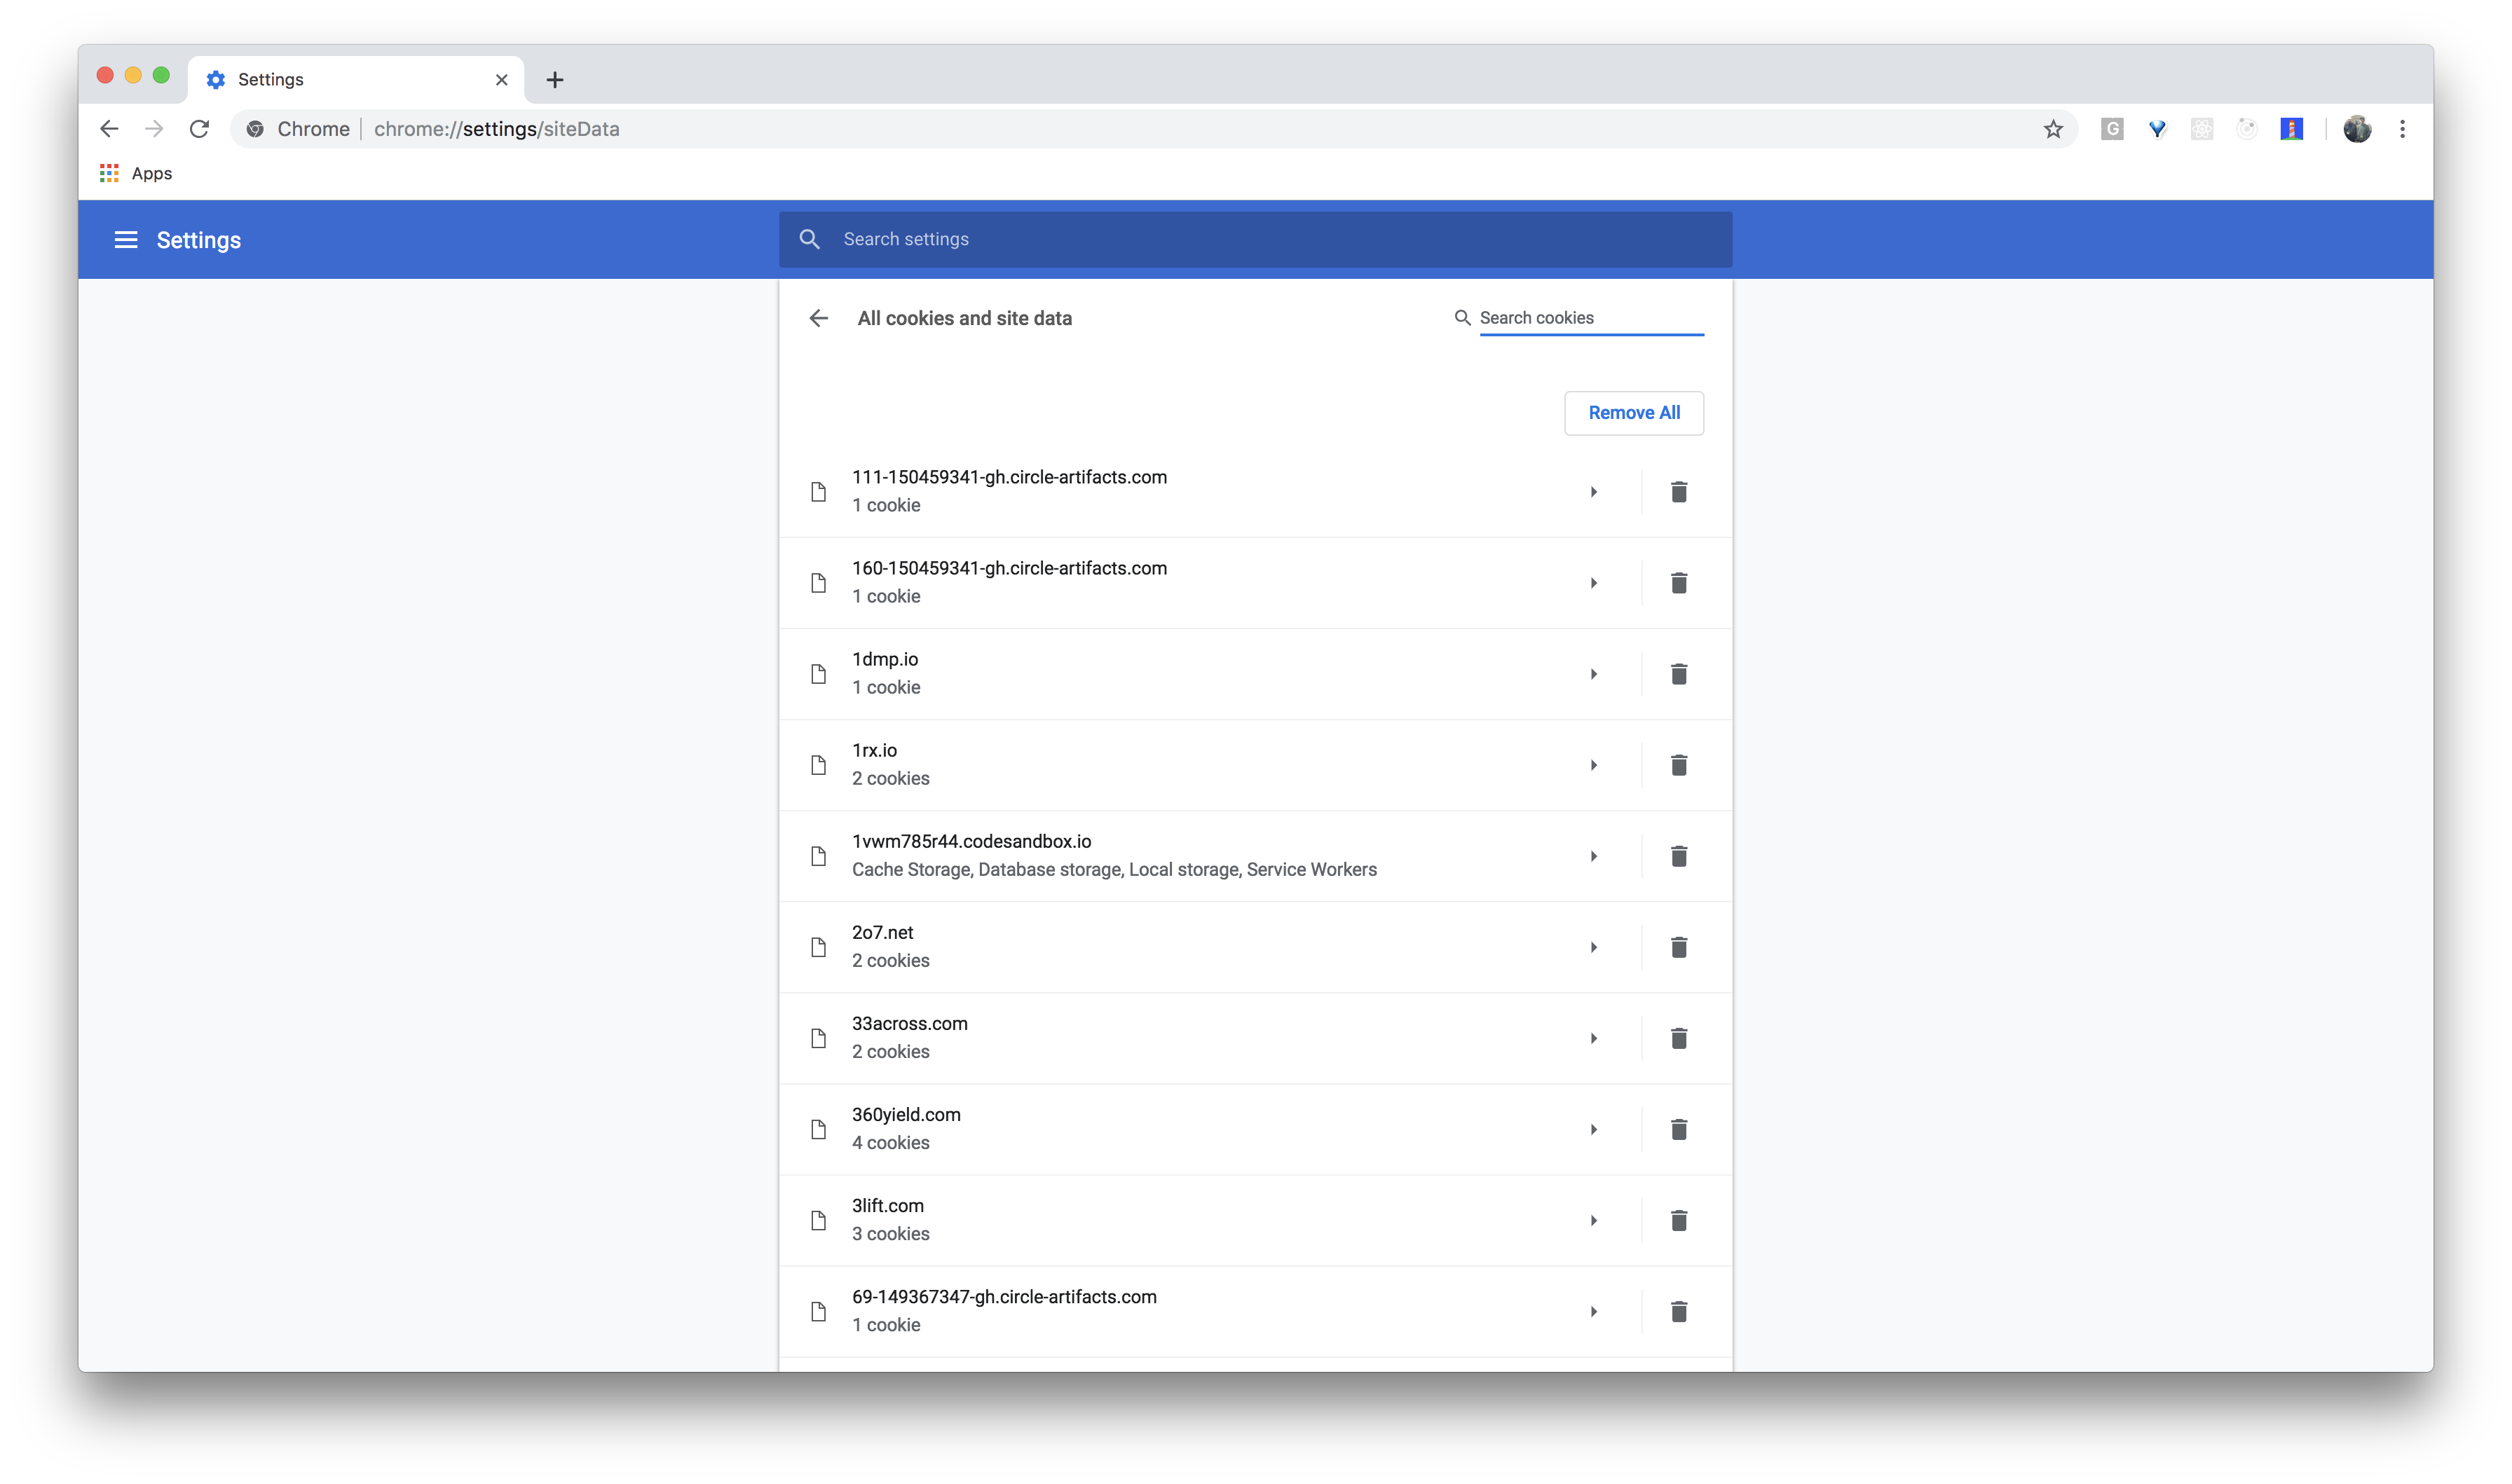 Settings
Chrome | chrome://settings/siteData
G
Apps
Settings
Search settings
All cookies and site data
Search cookies
Remove All
111-150459341-gh.circle-artifacts.com
1 cookie
160-150459341-gh.circle-artifacts.com
1 cookie
1dmp.io
1 cookie
1rx.io
2 cookies
1vwm785r44.codesandbox.io
Cache Storage, Database storage, Local storage, Service Workers
2o7.net
2 cookies
33across.com
2 cookies
360yield.com
4 cookies
3lift.com
3 cookies
69-149367347-gh.circle-artifacts.com
1 cookie